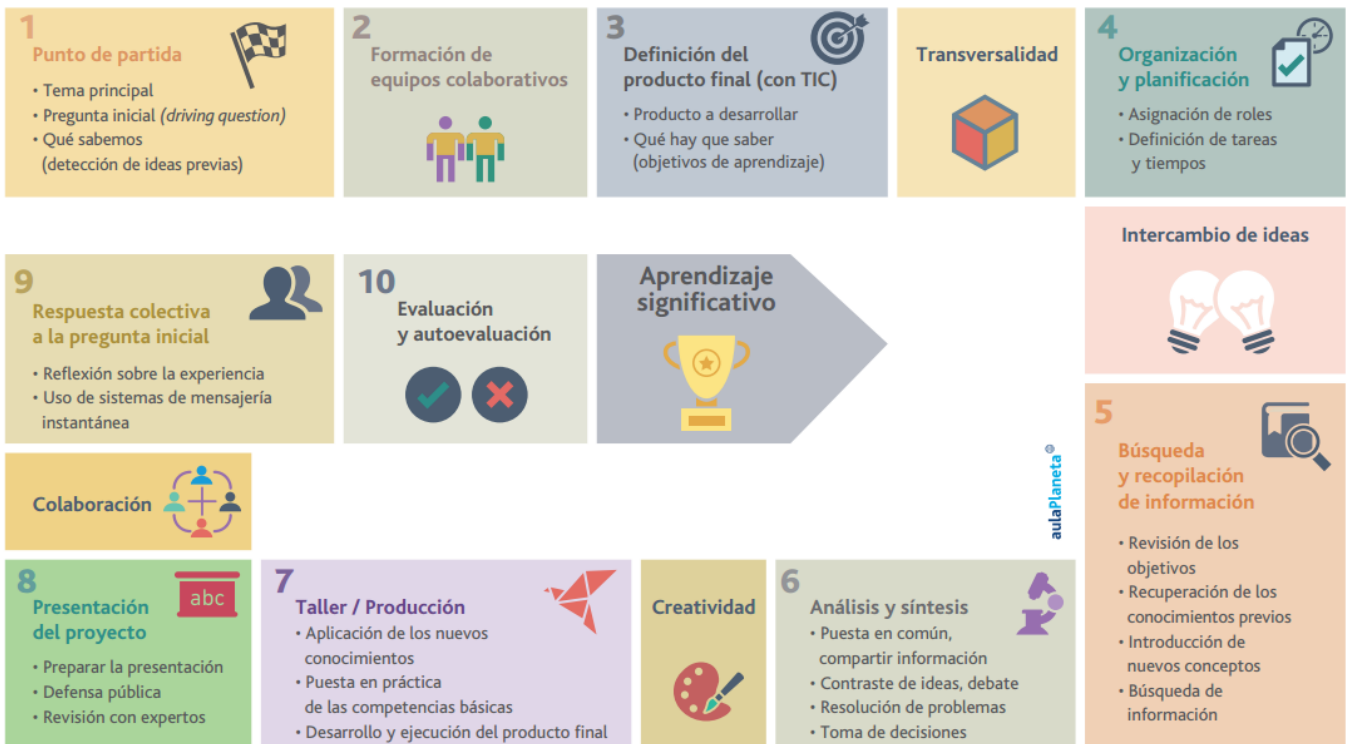 1
Punto de partida
• Tema principal
• Pregunta inicial (driving question)
• Qué sabemos
(detección de ideas previas)
2
Formación de
equipos colaborativos
3
Definición del
producto final (con TIC)
• Producto a desarrollar
• Qué hay que saber
(objetivos de aprendizaje)
Transversalidad
4
Organización
y planificación
• Asignación de roles
• Definición de tareas
y tiempos
Intercambio de ideas
5
Búsqueda
y recopilación
de información
• Revisión de los
objetivos
• Recuperación de los
conocimientos previos
• Introducción de
nuevos conceptos
• Búsqueda de
información
6
Análisis y síntesis
• Puesta en común,
compartir información
• Contraste de ideas, debate
• Resolución de problemas
• Toma de decisiones
Creatividad
7
Taller / Producción
• Aplicación de los nuevos
conocimientos
• Puesta en práctica
de las competencias básicas
• Desarrollo y ejecución del producto final
8
abc
Presentación
del proyecto
• Preparar la presentación
• Defensa pública
• Revisión con expertos
Colaboración
9
Respuesta colectiva
a la pregunta inicial
• Reflexión sobre la experiencia
• Uso de sistemas de mensajería
instantánea
10
Evaluación
y autoevaluación
Aprendizaje
significativo
aulaPlaneta